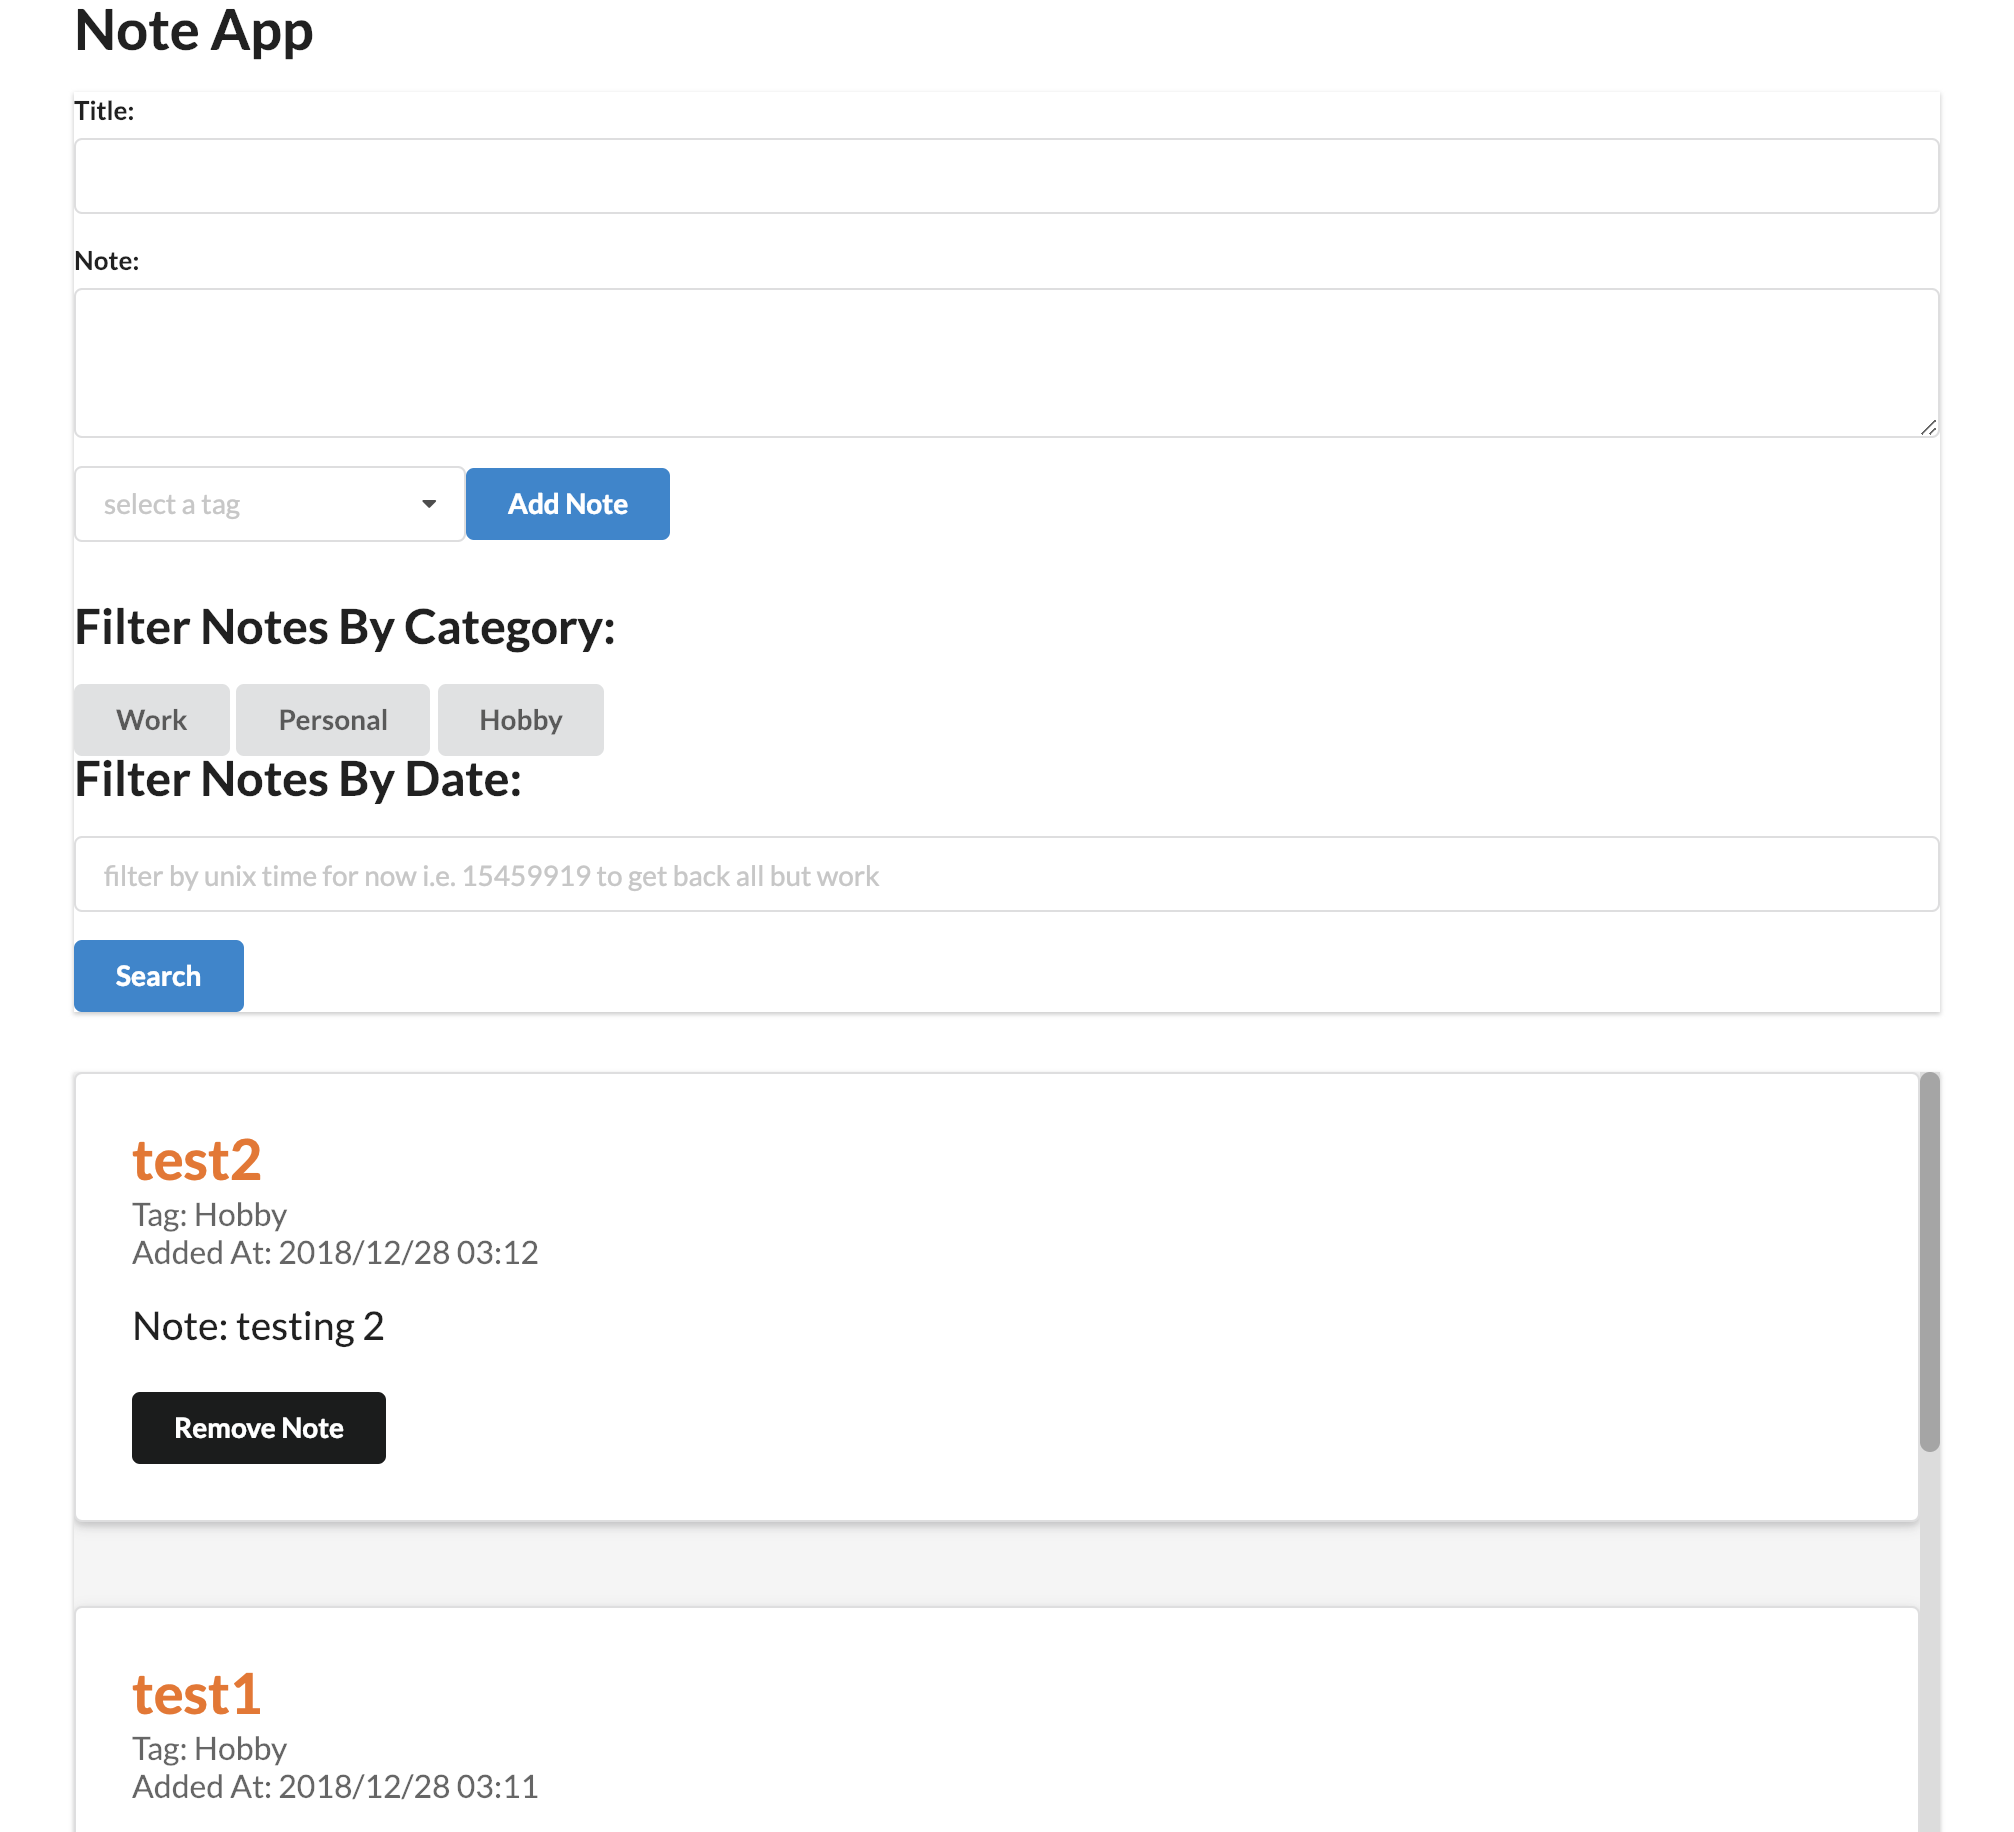 Note App
Title:
Note:
select a tag
Add Note
Filter Notes By Category:
Work
Personal
Hobby
Filter Notes By Date:
filter by unix time for now i.e. 15459919 to get back all but work
Search
test2
Tag: Hobby
Added At: 2018/12/28 03:12
Note: testing 2
Remove Note
test1
Tag: Hobby
Added At: 2018/12/28 03:11